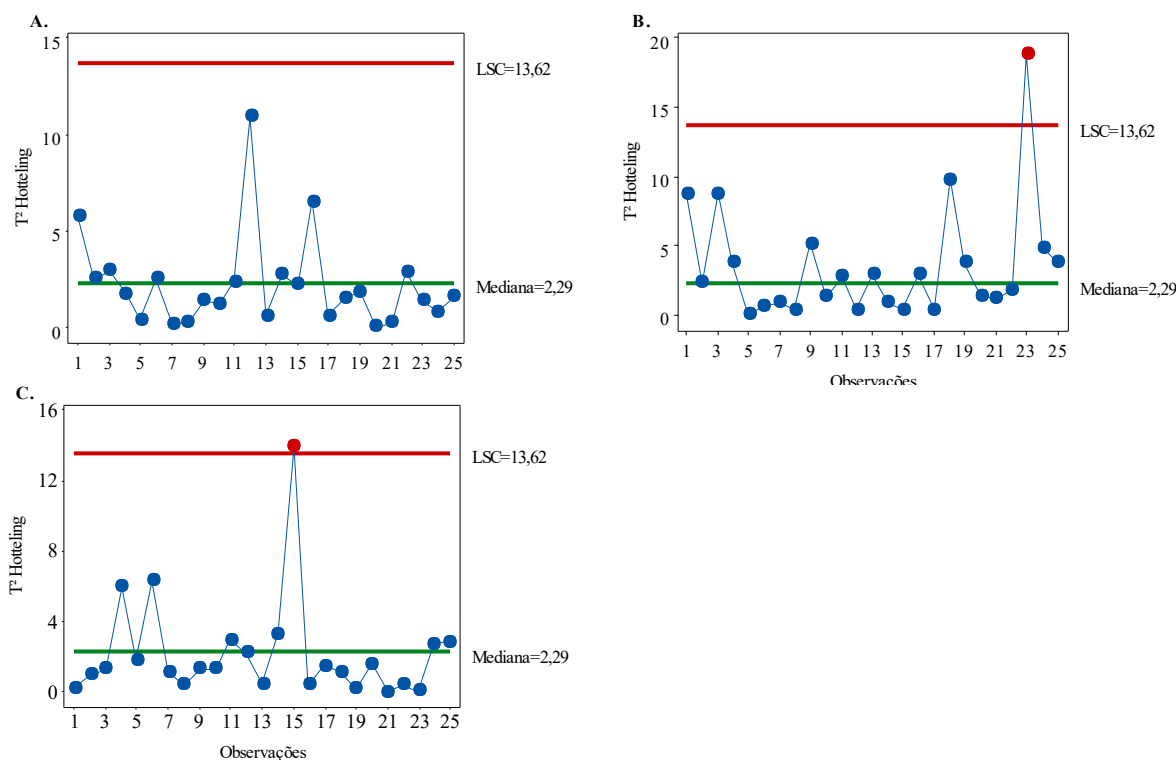 A.
15
10
5
0
T² Hotteling
LSC=13,62
Mediana=2,29
1 3 5 7 9 11 13 15 17 19 21 23 25
B.
20
15
10
5
0
T² Hotteling
LSC=13,62
Mediana=2,29
1 3 5 7 9 11 13 15 17 19 21 23 25
Observações
C.
16
12
8
4
0
T² Hotteling
LSC=13,62
Mediana=2,29
1 3 5 7 9 11 13 15 17 19 21 23 25
Observações